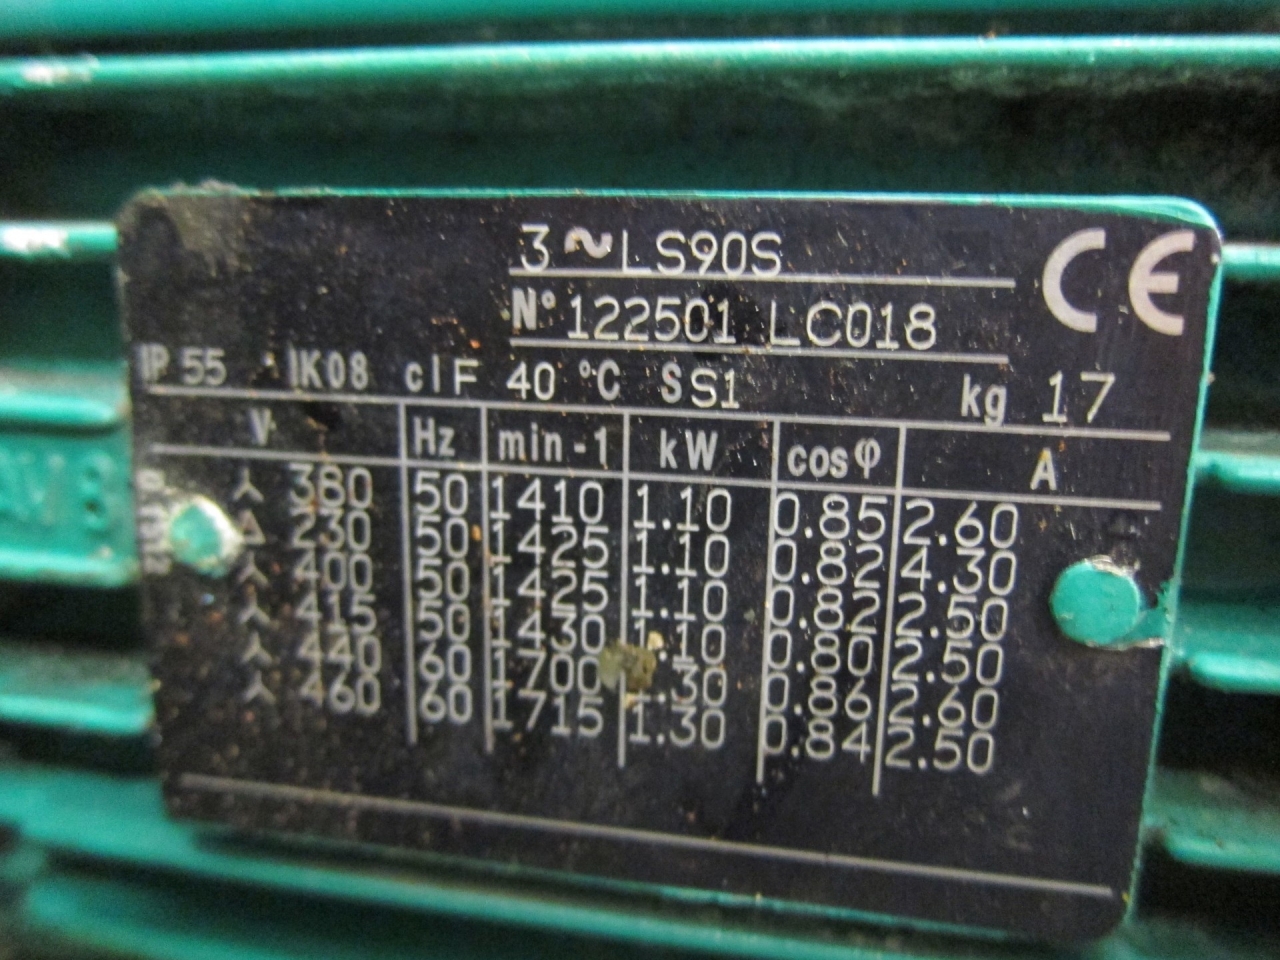 3 ~ LS90S
CE
N° 122501 LC018
IP 55 IK08 cl F 40 °C S S1 kg 17
V Hz min-1 kW cosφ A
⅄ 380 50 1410 1.10 0.85 2.60
Δ 230 50 1425 1.10 0.82 4.30
⅄ 400 50 1425 1.10 0.82 2.50
⅄ 415 50 1430 1.10 0.80 2.50
⅄ 440 60 1700 1.30 0.86 2.60
⅄ 460 60 1715 1.30 0.84 2.50